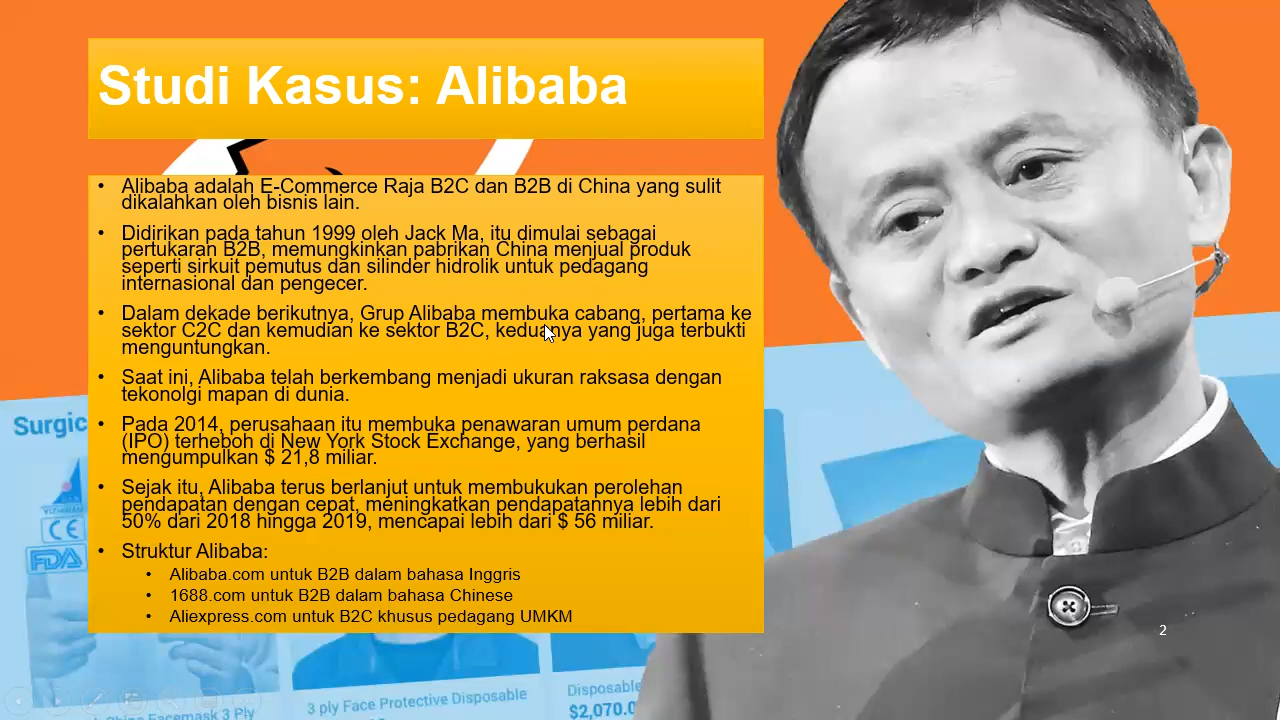 Studi Kasus: Alibaba
• Alibaba adalah E-Commerce Raja B2C dan B2B di China yang sulit
dikalahkan oleh bisnis lain.
• Didirikan pada tahun 1999 oleh Jack Ma, itu dimulai sebagai
pertukaran B2B, memungkinkan pabrikan China menjual produk
seperti sirkuit pemutus dan silinder hidrolik untuk pedagang
internasional dan pengecer.
• Dalam dekade berikutnya, Grup Alibaba membuka cabang, pertama ke
sektor C2C dan kemudian ke sektor B2C, keduanya yang juga terbukti
menguntungkan.
• Saat ini, Alibaba telah berkembang menjadi ukuran raksasa dengan
tekonolgi mapan di dunia.
• Pada 2014, perusahaan itu membuka penawaran umum perdana
(IPO) terheboh di New York Stock Exchange, yang berhasil
mengumpulkan $ 21,8 miliar.
• Sejak itu, Alibaba terus berlanjut untuk membukukan perolehan
pendapatan dengan cepat, meningkatkan pendapatannya lebih dari
50% dari 2018 hingga 2019, mencapai lebih dari $ 56 miliar.
• Struktur Alibaba:
• Alibaba.com untuk B2B dalam bahasa Inggris
• 1688.com untuk B2B dalam bahasa Chinese
• Aliexpress.com untuk B2C khusus pedagang UMKM
Surgic
CE
FDA
China Facemask 3 Ply
3 ply Face Protective Disposable
Disposable
$2,070.0
2